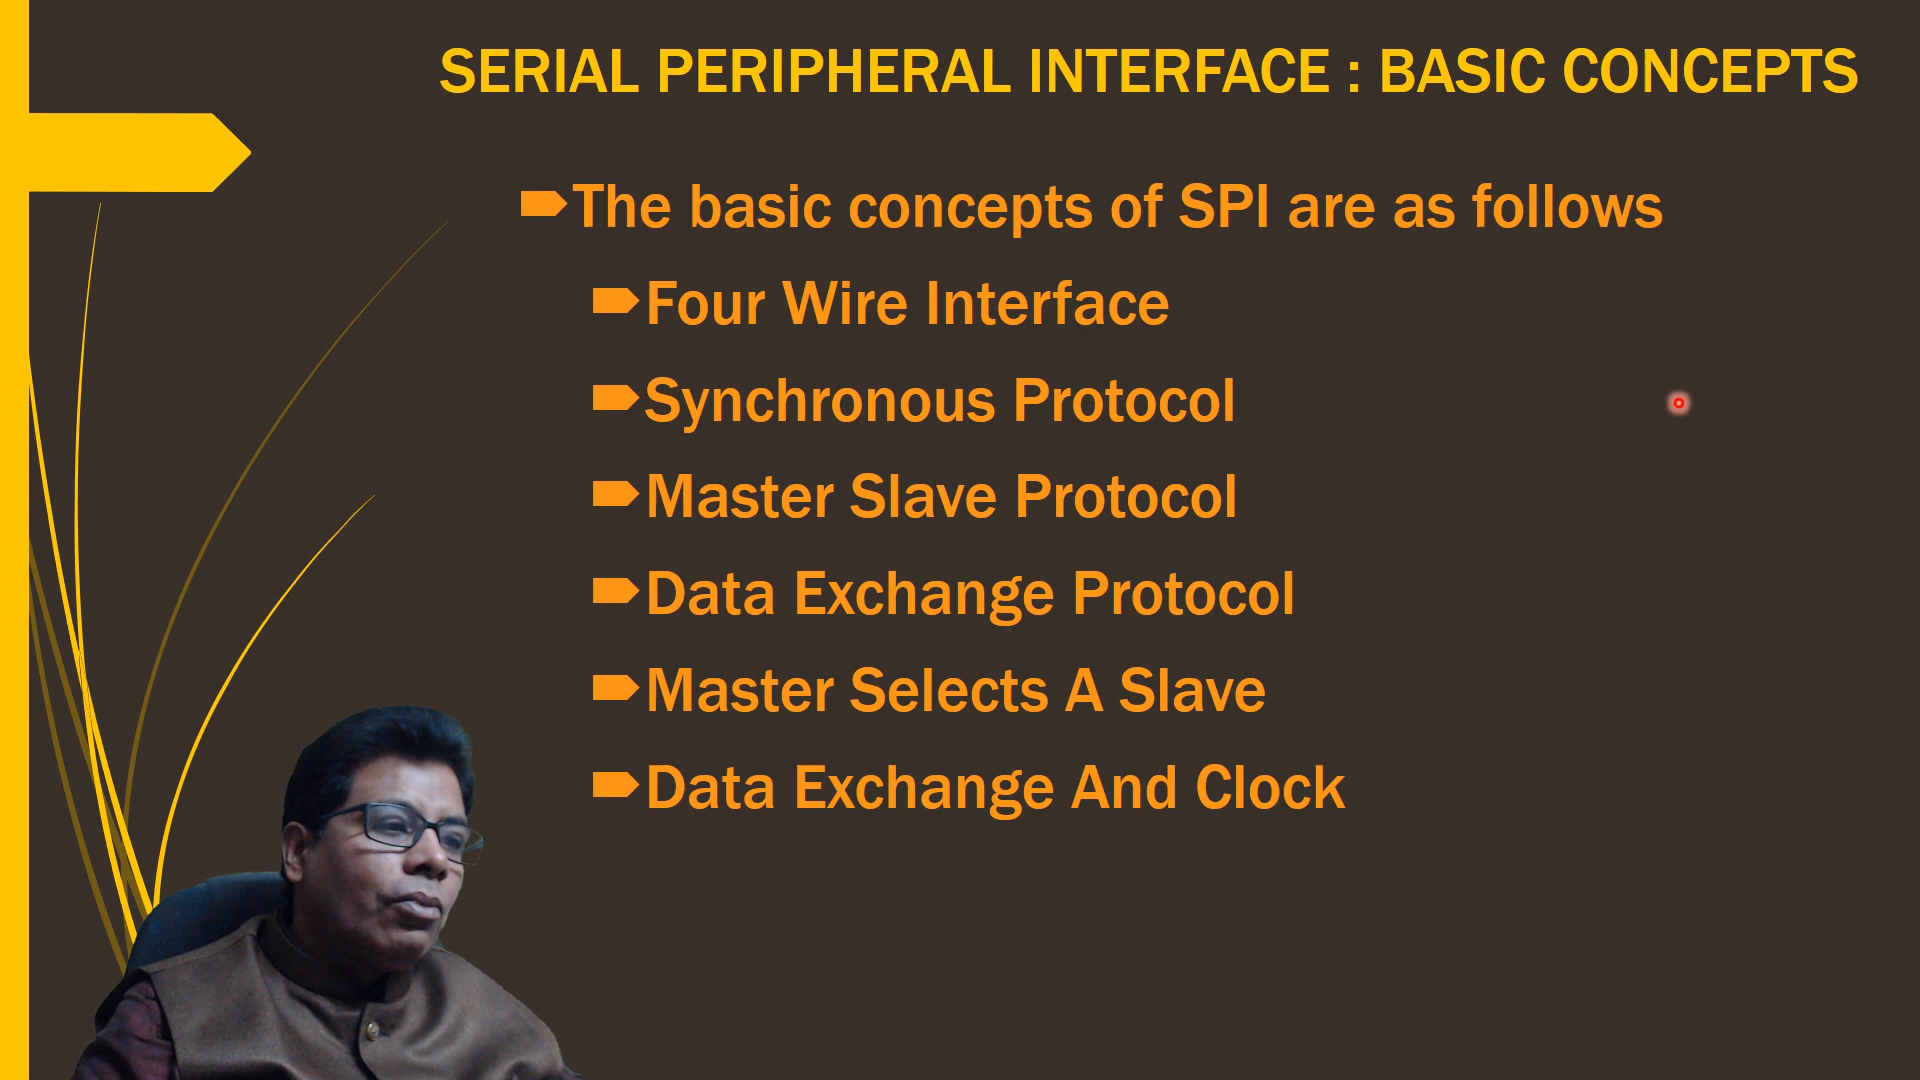 SERIAL PERIPHERAL INTERFACE : BASIC CONCEPTS
The basic concepts of SPI are as follows
Four Wire Interface
Synchronous Protocol
Master Slave Protocol
Data Exchange Protocol
Master Selects A Slave
Data Exchange And Clock